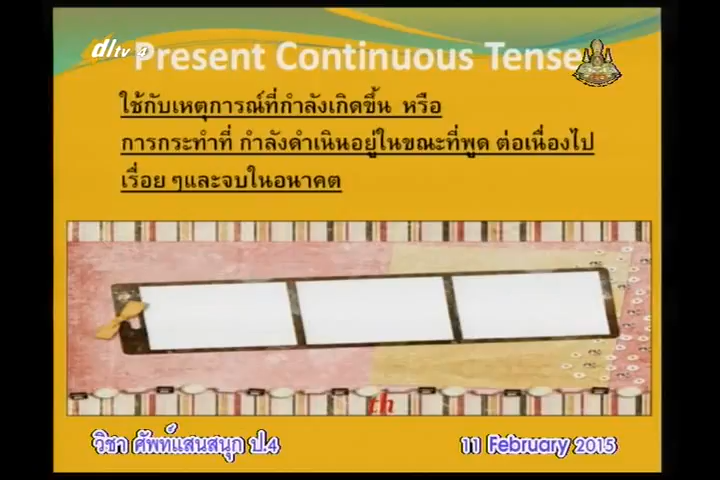 dltv 4
Present Continuous Tense
ใช้กับเหตุการณ์ที่กำลังเกิดขึ้น หรือ
การกระทำที่ กำลังดำเนินอยู่ในขณะที่พูด ต่อเนื่องไป
เรื่อย ๆและจบในอนาคต
th
วิชา ศัพท์แสนสนุก ป.4
11 February 2015